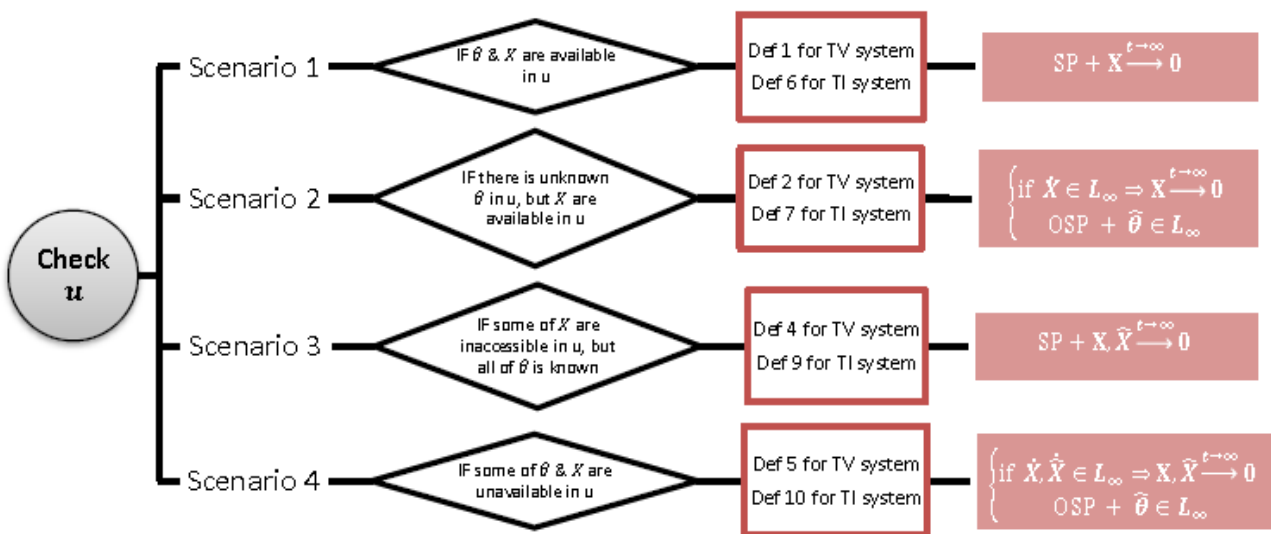 Check
u
Scenario 1
IF θ & X are available
in u
Def 1 for TV system
Def 6 for TI system
SP + X →^{t→∞} 0
Scenario 2
IF there is unknown
θ in u, but X are
available in u
Def 2 for TV system
Def 7 for TI system
{if Ẋ ∈ L∞ ⇒ X →^{t→∞} 0
OSP + θ̃ ∈ L∞
Scenario 3
IF some of X are
inaccessible in u, but
all of θ is known
Def 4 for TV system
Def 9 for TI system
SP + X, X̃ →^{t→∞} 0
Scenario 4
IF some of θ & X are
unavailable in u
Def 5 for TV system
Def 10 for TI system
{if Ẋ, X̃̇ ∈ L∞ ⇒ X, X̃ →^{t→∞} 0
OSP + θ̃ ∈ L∞